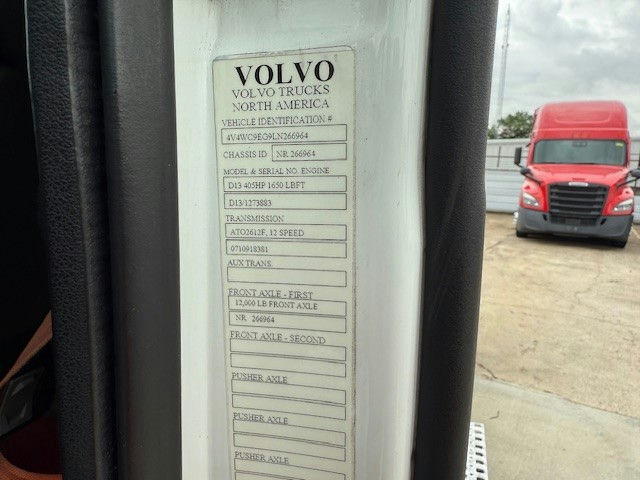 VOLVO
VOLVO TRUCKS
NORTH AMERICA
VEHICLE IDENTIFICATION #
4V4WC9EG9LN266964
CHASSIS ID NR 266964
MODEL & SERIAL NO. ENGINE
D13 405HP 1650 LBFT
D13/1273883
TRANSMISSION
ATO2612F, 12 SPEED
0710918381
AUX TRANS.
FRONT AXLE - FIRST
12,000 LB FRONT AXLE
NR 266964
FRONT AXLE - SECOND
PUSHER AXLE
PUSHER AXLE
PUSHER AXLE